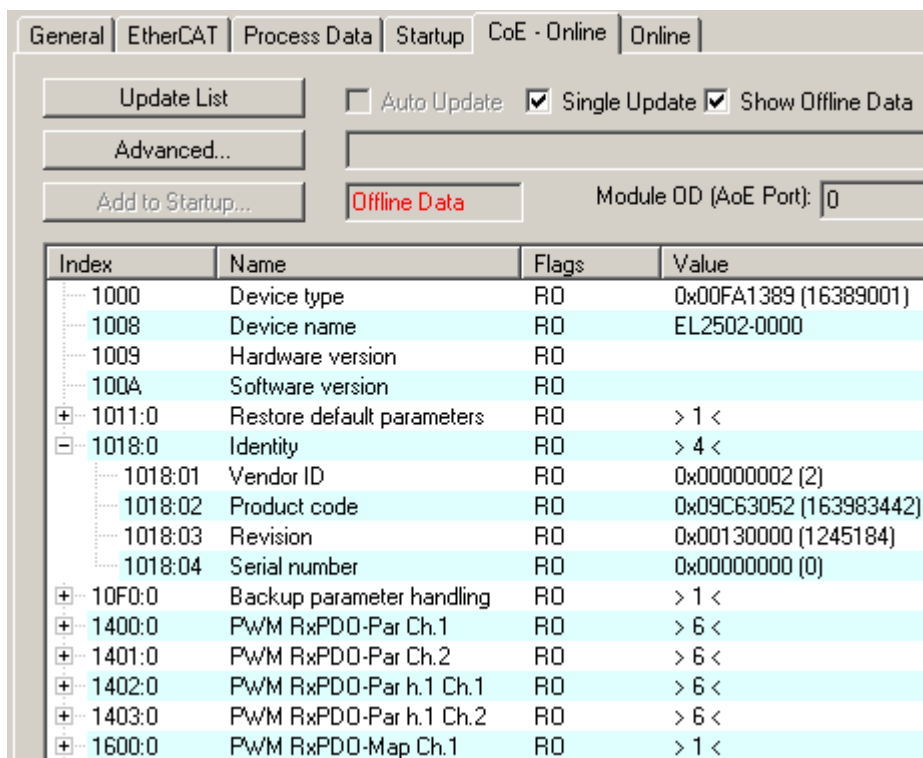 General EtherCAT Process Data Startup CoE - Online Online
Update List Auto Update Single Update Show Offline Data
Advanced...
Add to Startup... Offline Data Module OD (AoE Port): 0
Index Name Flags Value
1000 Device type RO 0x00FA1389 (16389001)
1008 Device name RO EL2502-0000
1009 Hardware version RO
100A Software version RO
1011:0 Restore default parameters RO > 1 <
1018:0 Identity RO > 4 <
1018:01 Vendor ID RO 0x00000002 (2)
1018:02 Product code RO 0x09C63052 (163983442)
1018:03 Revision RO 0x00130000 (1245184)
1018:04 Serial number RO 0x00000000 (0)
10F0:0 Backup parameter handling RO > 1 <
1400:0 PWM RxPDO-Par Ch.1 RO > 6 <
1401:0 PWM RxPDO-Par Ch.2 RO > 6 <
1402:0 PWM RxPDO-Par h.1 Ch.1 RO > 6 <
1403:0 PWM RxPDO-Par h.1 Ch.2 RO > 6 <
1600:0 PWM RxPDO-Map Ch.1 RO > 1 <